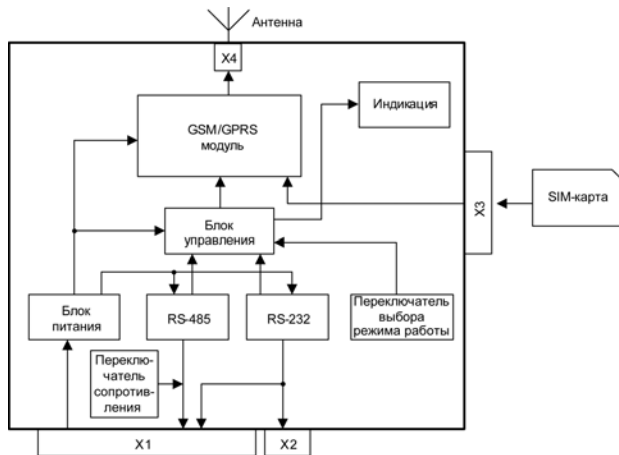 Антенна
X4
GSM/GPRS
модуль
Индикация
X3
SIM-карта
Блок
управления
Блок
питания
RS-485
RS-232
Переключатель
выбора
режима работы
Переклю-
чатель
сопротив-
ления
X1
X2